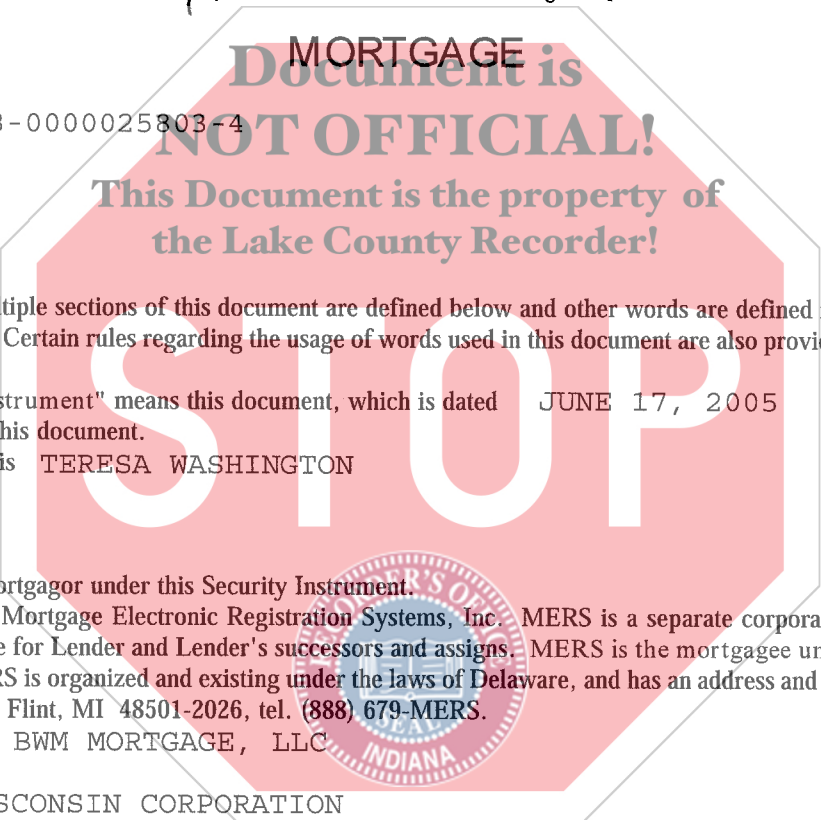 MORTGAGE
Document is
-0000025803-4
NOT OFFICIAL!
This Document is the property of
the Lake County Recorder!
tiple sections of this document are defined below and other words are defined
Certain rules regarding the usage of words used in this document are also provi
strument" means this document, which is dated JUNE 17, 2005
his document.
is TERESA WASHINGTON
STOP
ortgagor under this Security Instrument.
Mortgage Electronic Registration Systems, Inc. MERS is a separate corpora
e for Lender and Lender's successors and assigns. MERS is the mortgagee un
RS is organized and existing under the laws of Delaware, and has an address and
Flint, MI 48501-2026, tel. (888) 679-MERS.
BWM MORTGAGE, LLC
SCONSIN CORPORATION
RECORDER'S OFFICE
SEAL
INDIANA